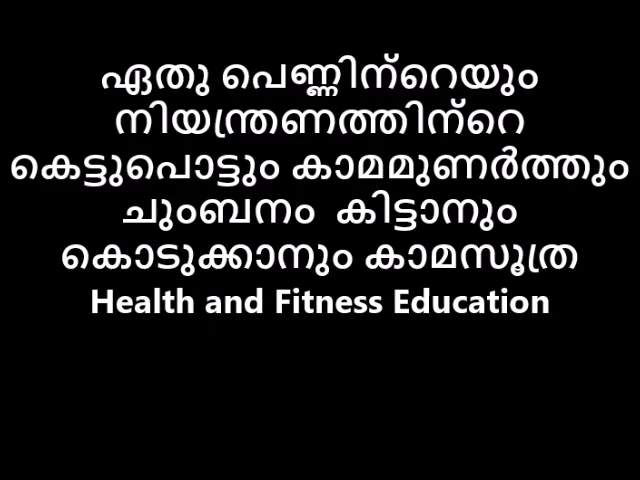 ഏതു പെണ്ണിന്റെയും
നിയന്ത്രണത്തിന്റെ
കെട്ടുപൊട്ടും കാമമുണർത്തും
ചുംബനം കിട്ടാനും
കൊടുക്കാനും കാമസൂത്ര
Health and Fitness Education